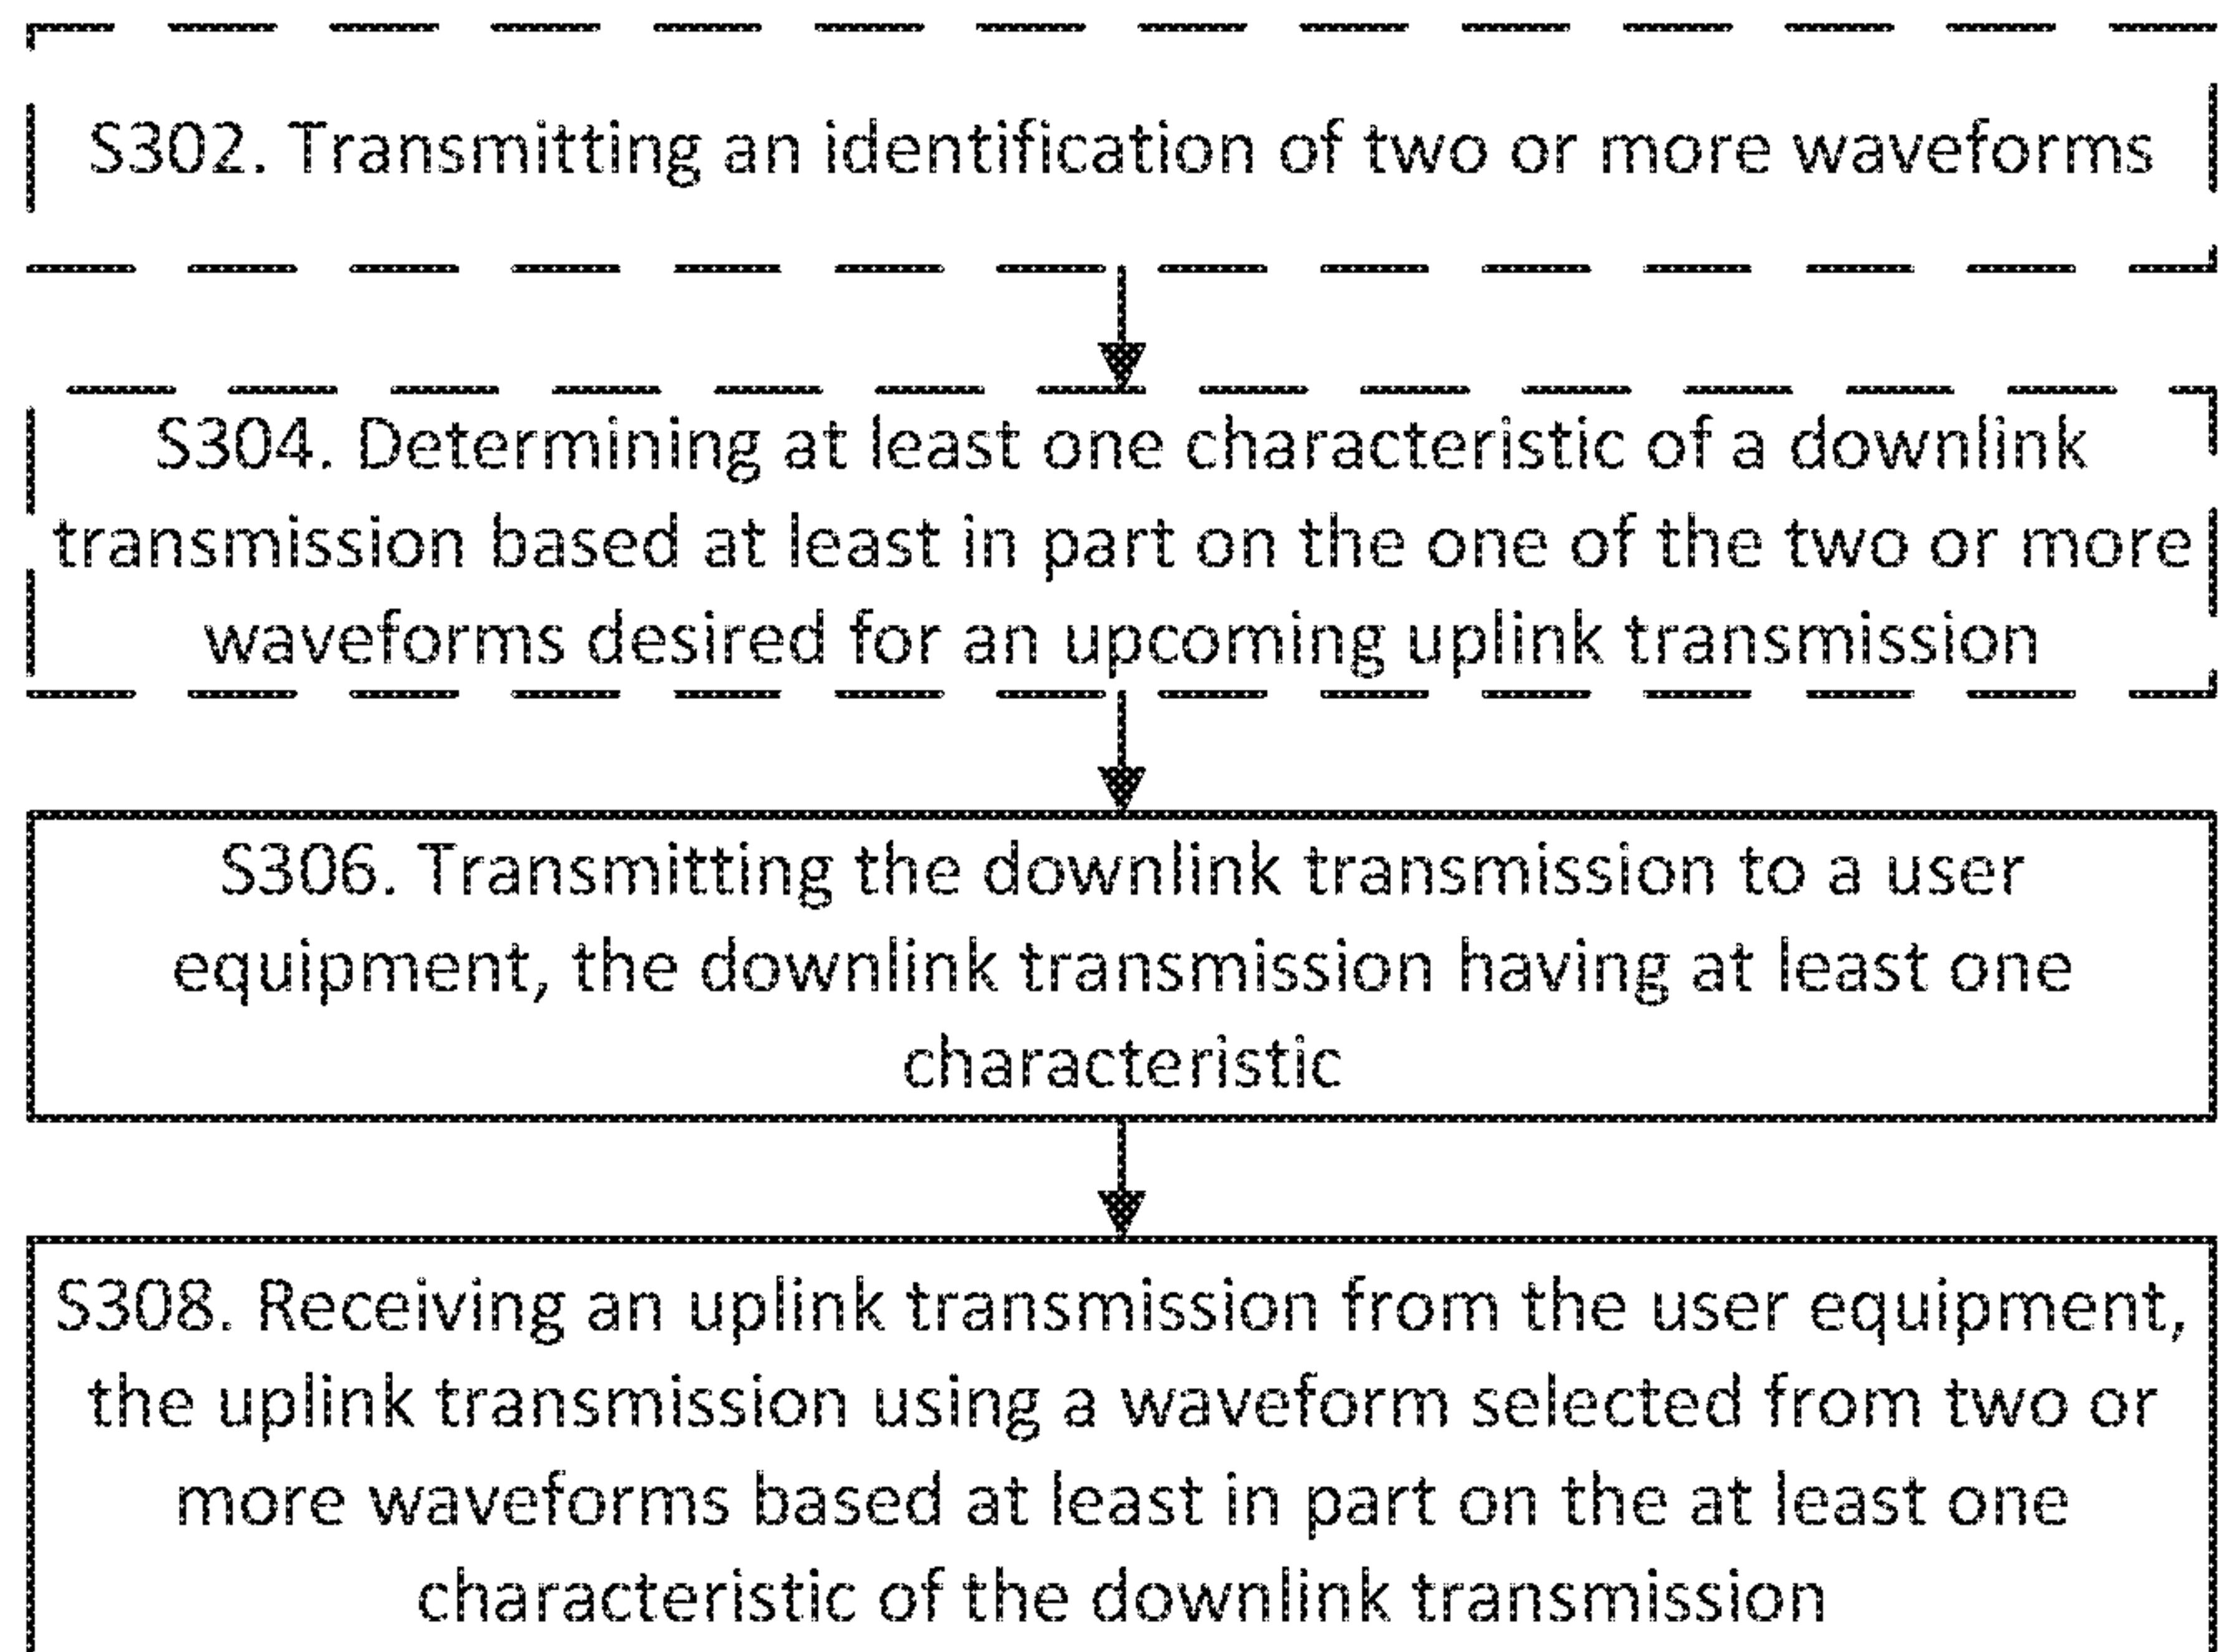 S302. Transmitting an identification of two or more waveforms
S304. Determining at least one characteristic of a downlink
transmission based at least in part on the one of the two or more
waveforms desired for an upcoming uplink transmission
S306. Transmitting the downlink transmission to a user
equipment, the downlink transmission having at least one
characteristic
S308. Receiving an uplink transmission from the user equipment,
the uplink transmission using a waveform selected from two or
more waveforms based at least in part on the at least one
characteristic of the downlink transmission